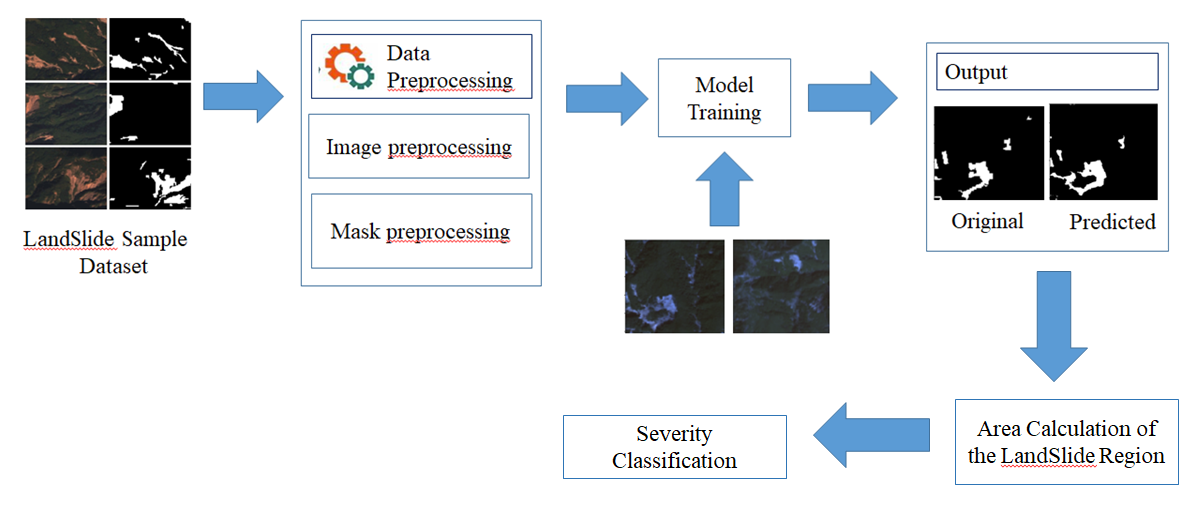 LandSlide Sample
Dataset
Data
Preprocessing
Image preprocessing
Mask preprocessing
Model
Training
Output
Original
Predicted
Area Calculation of
the LandSlide Region
Severity
Classification